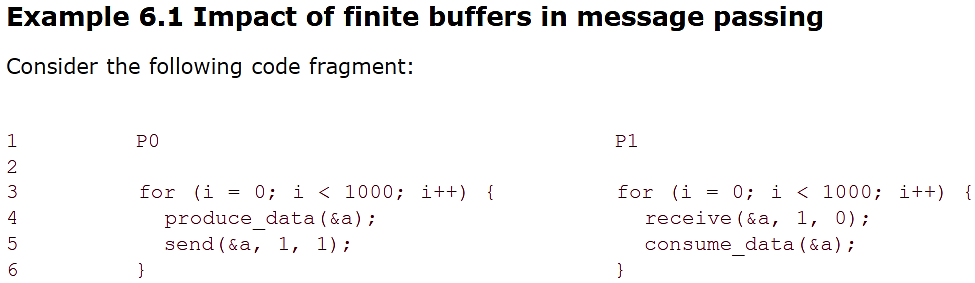 Example 6.1 Impact of finite buffers in message passing
Consider the following code fragment:
1 P0 P1
2
3 for (i = 0; i < 1000; i++) { for (i = 0; i < 1000; i++) {
4 produce_data(&a); receive(&a, 1, 0);
5 send(&a, 1, 1); consume_data(&a);
6 } }